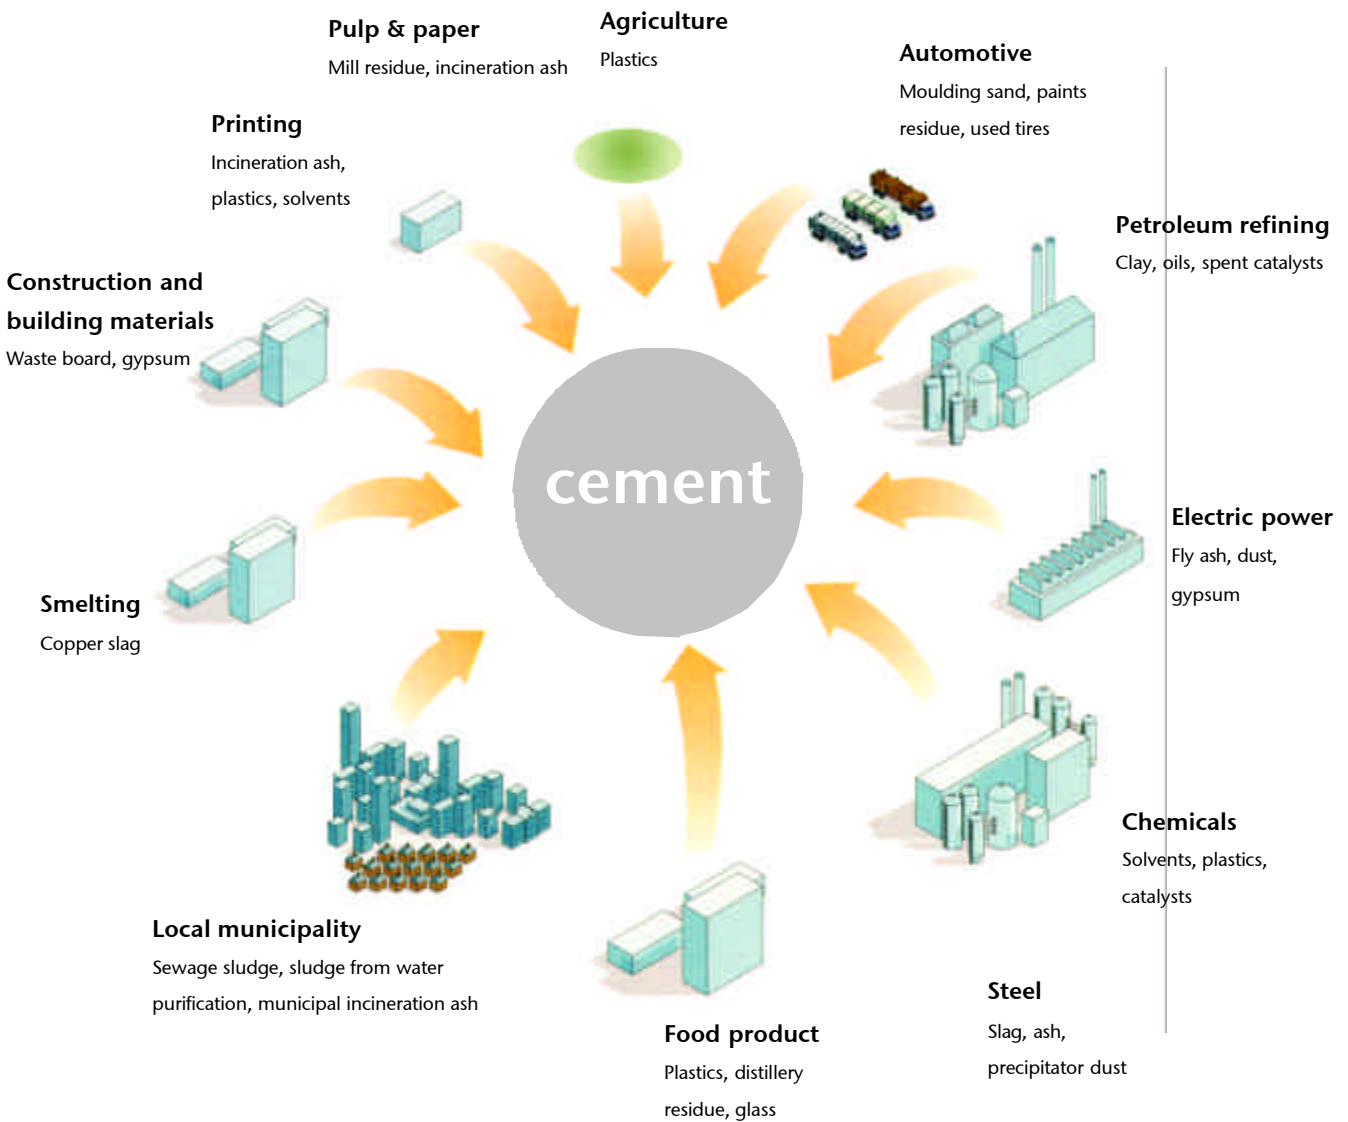 Pulp & paper
Mill residue, incineration ash
Agriculture
Plastics
Automotive
Moulding sand, paints
residue, used tires
Printing
Incineration ash,
plastics, solvents
Petroleum refining
Clay, oils, spent catalysts
Construction and
building materials
Waste board, gypsum
cement
Electric power
Fly ash, dust,
gypsum
Smelting
Copper slag
Chemicals
Solvents, plastics,
catalysts
Local municipality
Sewage sludge, sludge from water
purification, municipal incineration ash
Steel
Slag, ash,
precipitator dust
Food product
Plastics, distillery
residue, glass